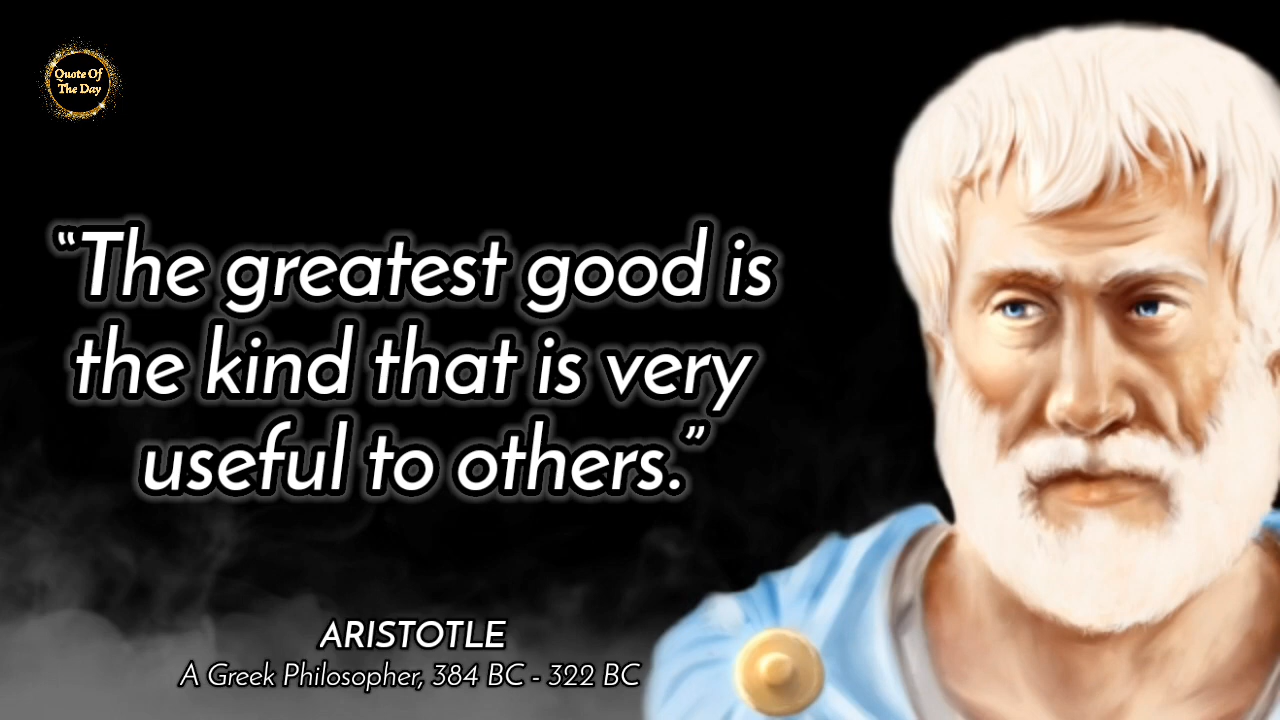 Quote Of
The Day
“The greatest good is
the kind that is very
useful to others.”
ARISTOTLE
A Greek Philosopher, 384 BC - 322 BC